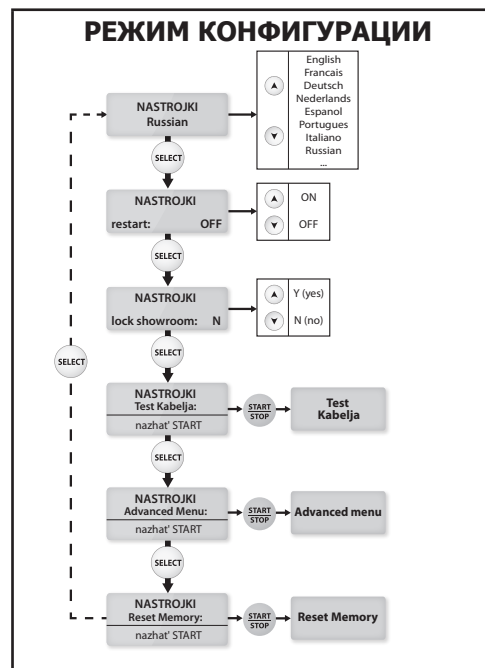 РЕЖИМ КОНФИГУРАЦИИ
NASTROJKI
Russian
English
Francais
Deutsch
Nederlands
Espanol
Portugues
Italiano
Russian
...
SELECT
NASTROJKI
restart: OFF
ON
OFF
SELECT
NASTROJKI
lock showroom: N
Y (yes)
N (no)
SELECT
SELECT
NASTROJKI
Test Kabelja:
nazhat' START
START
STOP
Test
Kabelja
SELECT
NASTROJKI
Advanced Menu:
nazhat' START
START
STOP
Advanced menu
SELECT
NASTROJKI
Reset Memory:
nazhat' START
START
STOP
Reset Memory